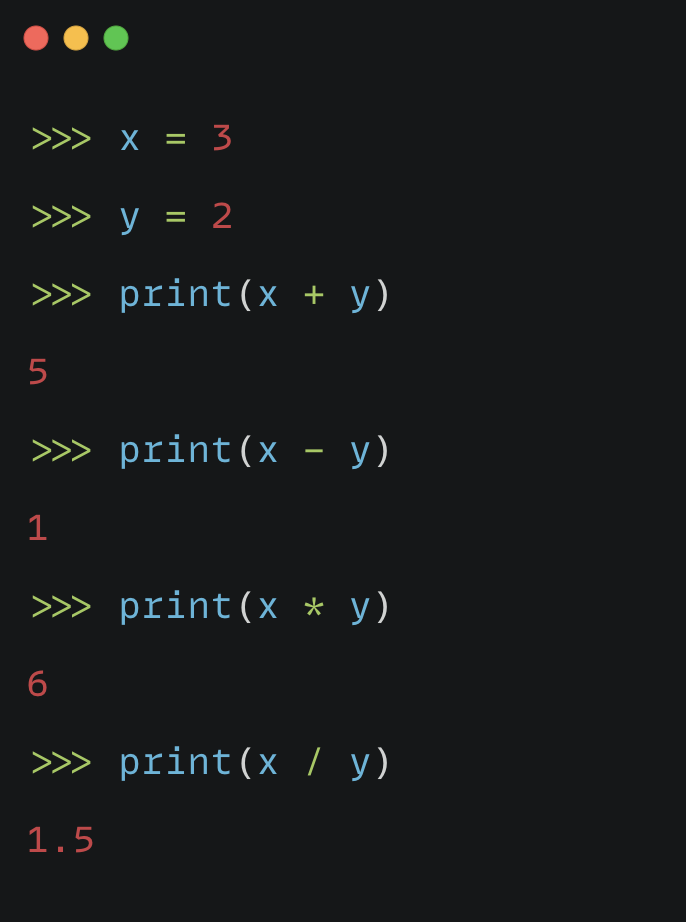 >>> x = 3
>>> y = 2
>>> print(x + y)
5
>>> print(x - y)
1
>>> print(x * y)
6
>>> print(x / y)
1.5